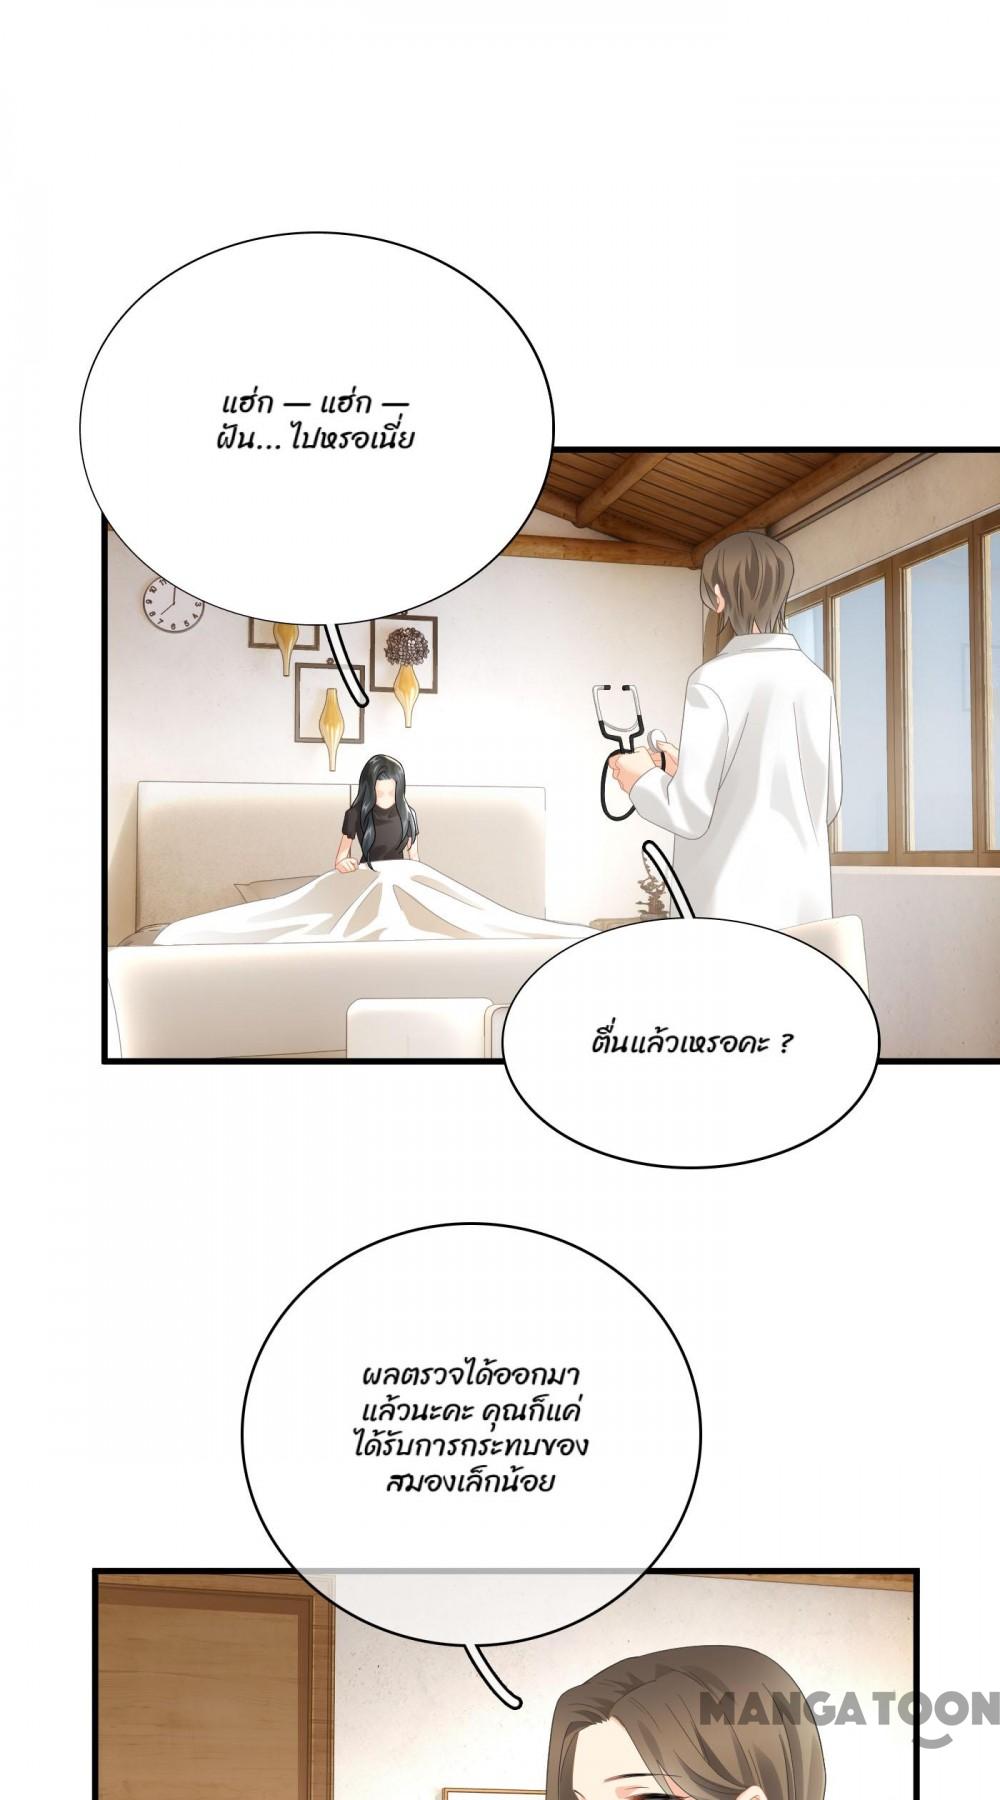 แฮ่ก — แฮ่ก —
ฝัน... ไปหรอเนี่ย
ตื่นแล้วเหรอคะ ?
ผลตรวจได้ออกมา
แล้วนะคะ คุณก็แค่
ได้รับการกระทบของ
สมองเล็กน้อย
MANGATOON